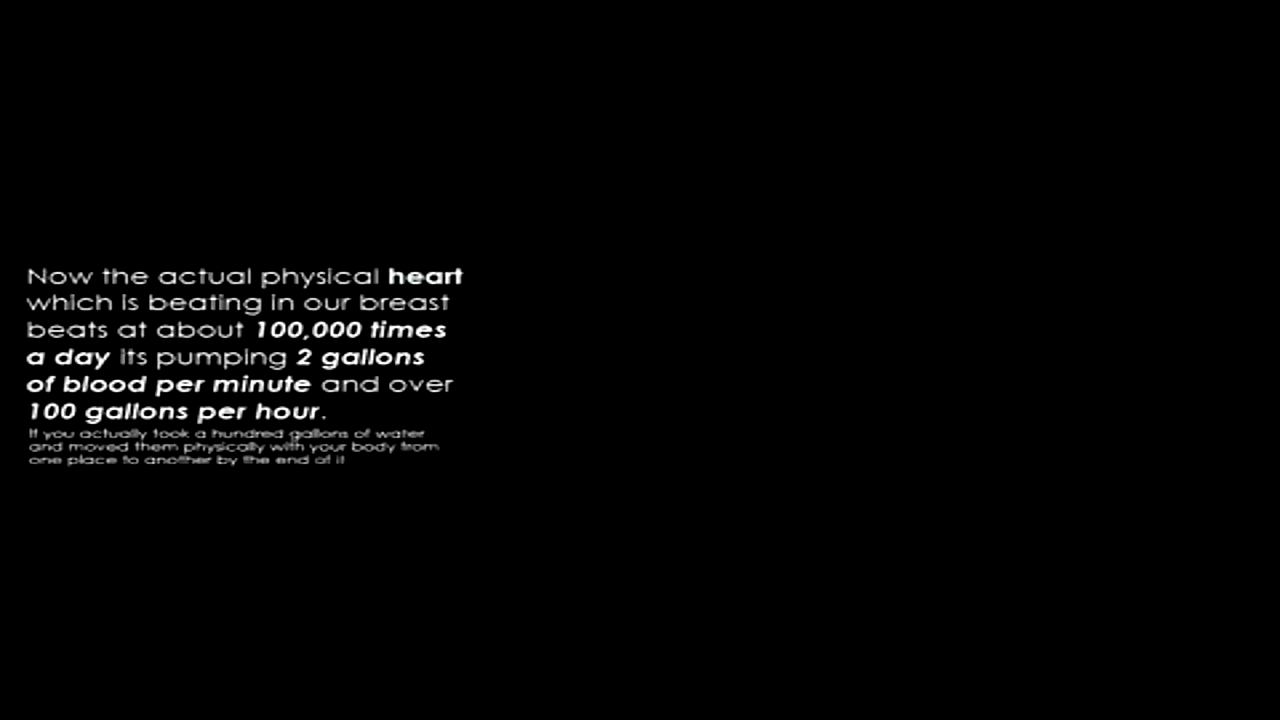 Now the actual physical heart
which is beating in our breast
beats at about 100,000 times
a day its pumping 2 gallons
of blood per minute and over
100 gallons per hour.
If you actually took a hundred gallons of water
and moved them physically with your body from
one place to another by the end of it